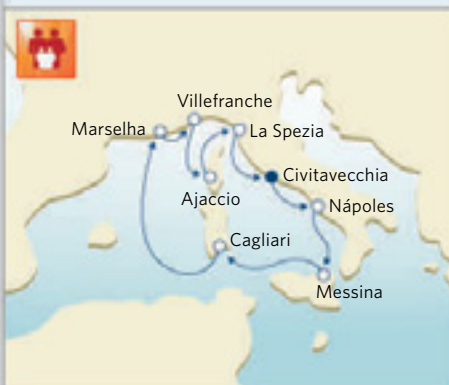 Villefranche
Marselha
La Spezia
Civitavecchia
Ajaccio
Nápoles
Cagliari
Messina